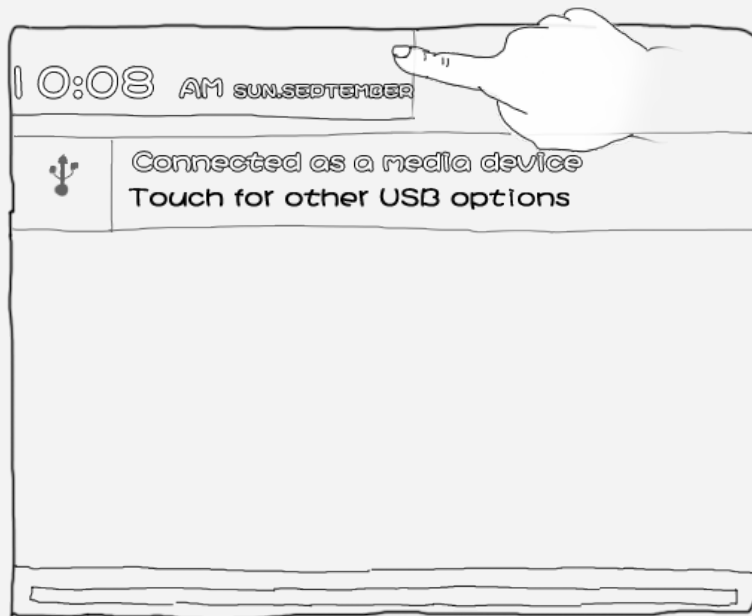 10:08 AM SUN.SEPTEMBER
Connected as a media device
Touch for other USB options